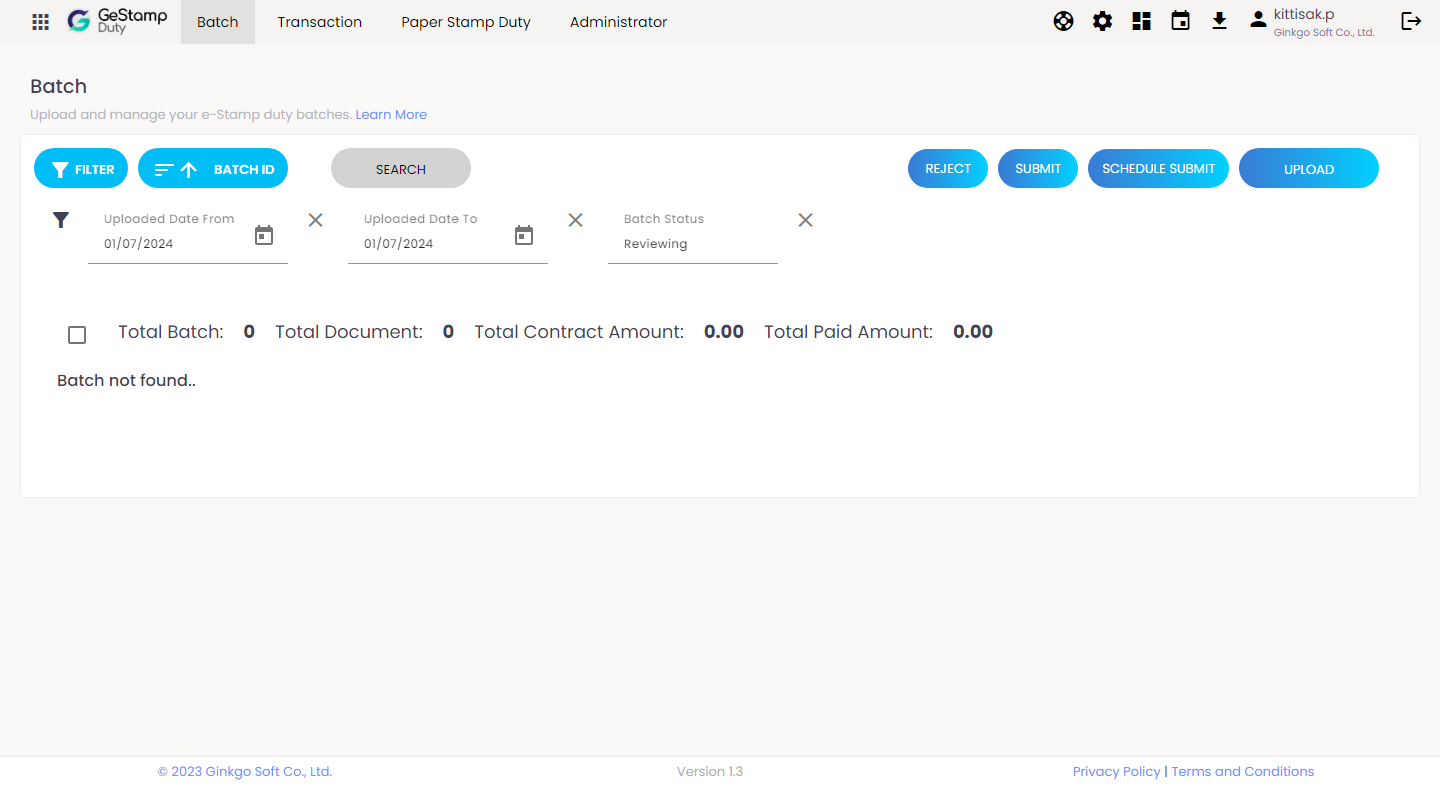 GeStamp
Duty
Batch
Transaction
Paper Stamp Duty
Administrator
kittisak.p
Ginkgo Soft Co., Ltd.
Batch
Upload and manage your e-Stamp duty batches. Learn More
FILTER
BATCH ID
SEARCH
REJECT
SUBMIT
SCHEDULE SUBMIT
UPLOAD
Uploaded Date From
01/07/2024
Uploaded Date To
01/07/2024
Batch Status
Reviewing
Total Batch: 0 Total Document: 0 Total Contract Amount: 0.00 Total Paid Amount: 0.00
Batch not found..
© 2023 Ginkgo Soft Co., Ltd.
Version 1.3
Privacy Policy | Terms and Conditions